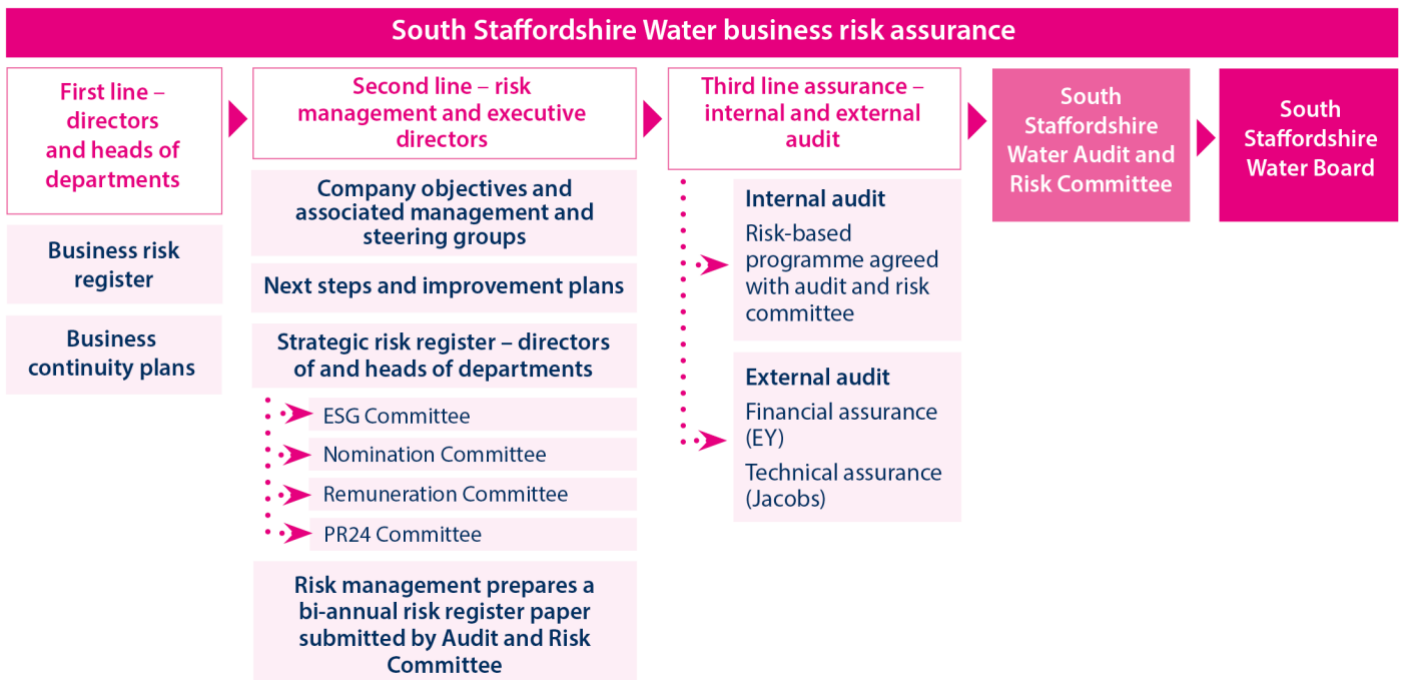 South Staffordshire Water business risk assurance
First line –
directors
and heads of
departments
Business risk
register
Business
continuity plans
Second line – risk
management and executive
directors
Company objectives and
associated management and
steering groups
Next steps and improvement plans
Strategic risk register – directors
of and heads of departments
ESG Committee
Nomination Committee
Remuneration Committee
PR24 Committee
Risk management prepares a
bi-annual risk register paper
submitted by Audit and Risk
Committee
Third line assurance –
internal and external
audit
Internal audit
Risk-based
programme agreed
with audit and risk
committee
External audit
Financial assurance
(EY)
Technical assurance
(Jacobs)
South
Staffordshire
Water Audit and
Risk Committee
South
Staffordshire
Water Board